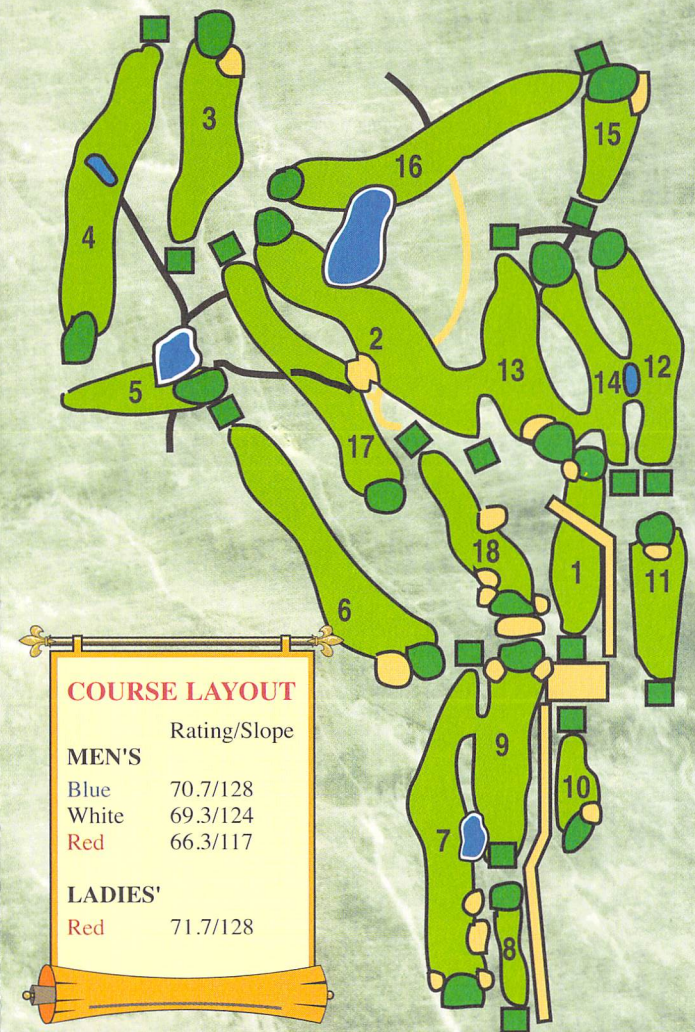 3
15
16
4
2
13
14
12
5
17
18
1
11
6
9
10
7
8
COURSE LAYOUT
Rating/Slope
MEN'S
Blue 70.7/128
White 69.3/124
Red 66.3/117
LADIES'
Red 71.7/128